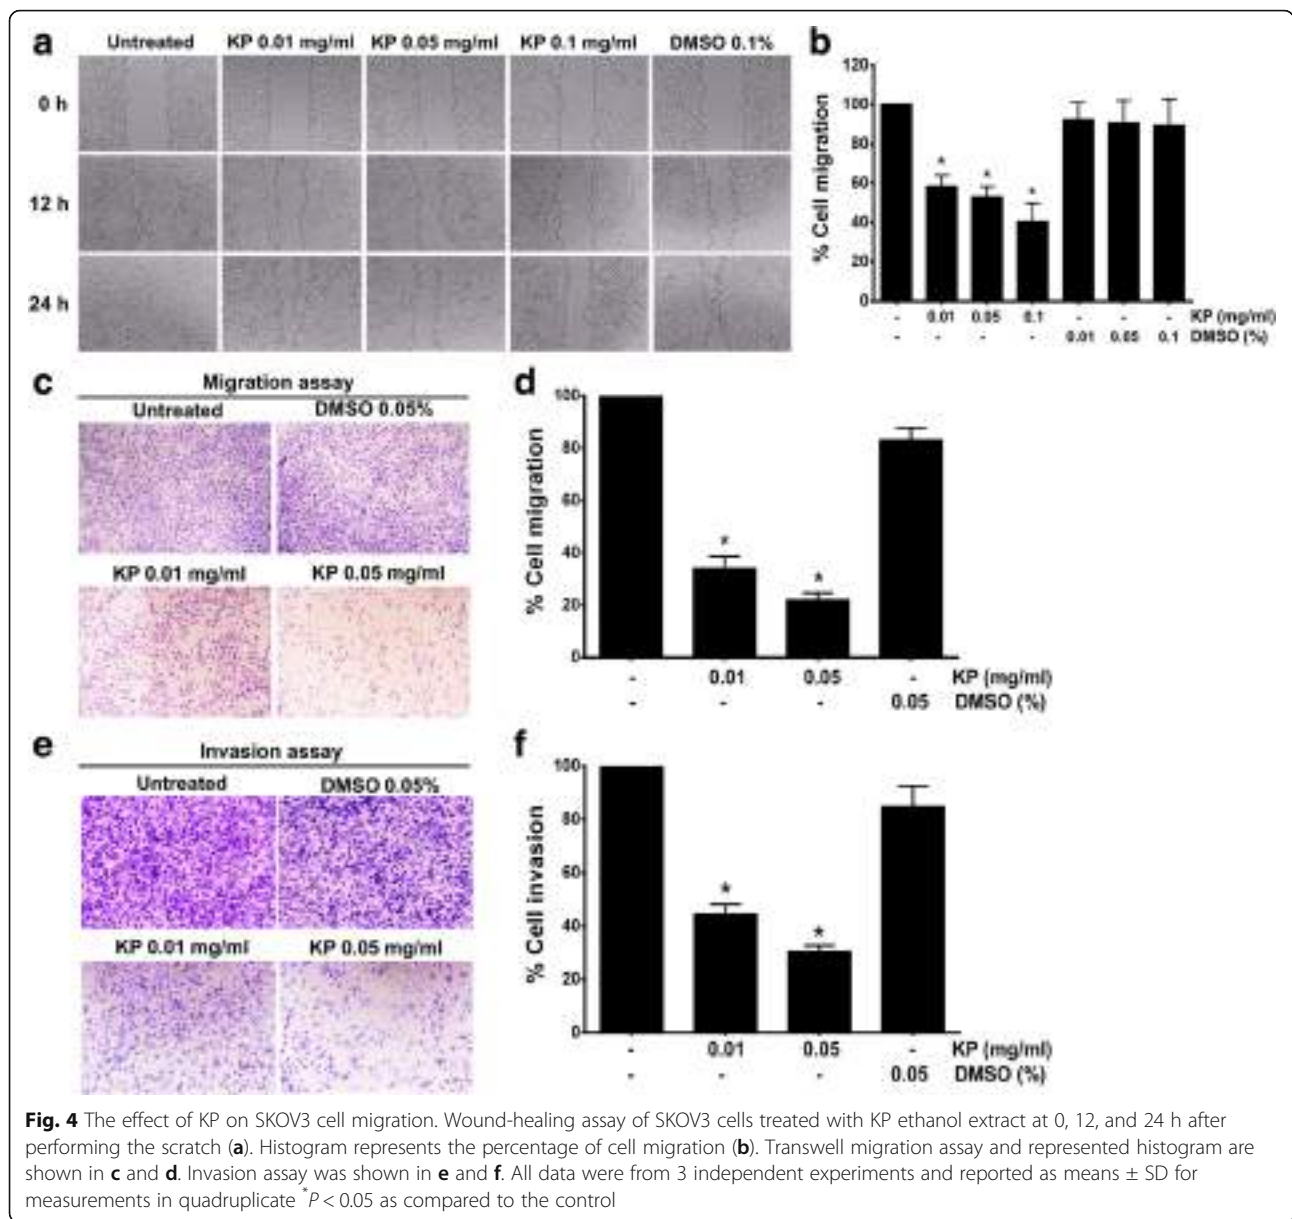 a
Untreated KP 0.01 mg/ml KP 0.05 mg/ml KP 0.1 mg/ml DMSO 0.1%
0 h
12 h
24 h
b
120
100
80
60
40
20
0
% Cell migration
* * *
- 0.01 0.05 0.1 - - - KP (mg/ml)
- - - - 0.01 0.05 0.1 DMSO (%)
c
Migration assay
Untreated DMSO 0.05%
KP 0.01 mg/ml KP 0.05 mg/ml
d
100
80
60
40
20
0
% Cell migration
* *
- 0.01 0.05 - KP (mg/ml)
- - - 0.05 DMSO (%)
e
Invasion assay
Untreated DMSO 0.05%
KP 0.01 mg/ml KP 0.05 mg/ml
f
100
80
60
40
20
0
% Cell invasion
* *
- 0.01 0.05 - KP (mg/ml)
- - - 0.05 DMSO (%)
Fig. 4 The effect of KP on SKOV3 cell migration. Wound-healing assay of SKOV3 cells treated with KP ethanol extract at 0, 12, and 24 h after
performing the scratch (a). Histogram represents the percentage of cell migration (b). Transwell migration assay and represented histogram are
shown in c and d. Invasion assay was shown in e and f. All data were from 3 independent experiments and reported as means ± SD for
measurements in quadruplicate *P < 0.05 as compared to the control